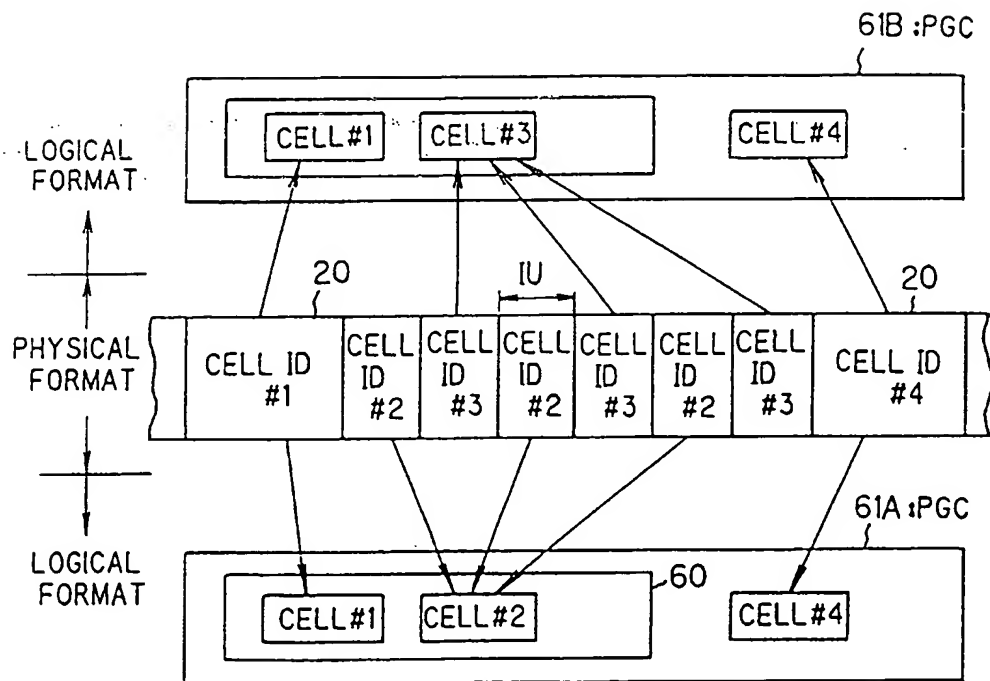 61B:PGC
CELL#1
CELL#3
CELL#4
LOGICAL
FORMAT
20
IU
20
PHYSICAL
FORMAT
CELL ID
#1
CELL
ID
#2
CELL
ID
#3
CELL
ID
#2
CELL
ID
#3
CELL
ID
#2
CELL
ID
#3
CELL ID
#4
61A:PGC
LOGICAL
FORMAT
60
CELL#1
CELL#2
CELL#4